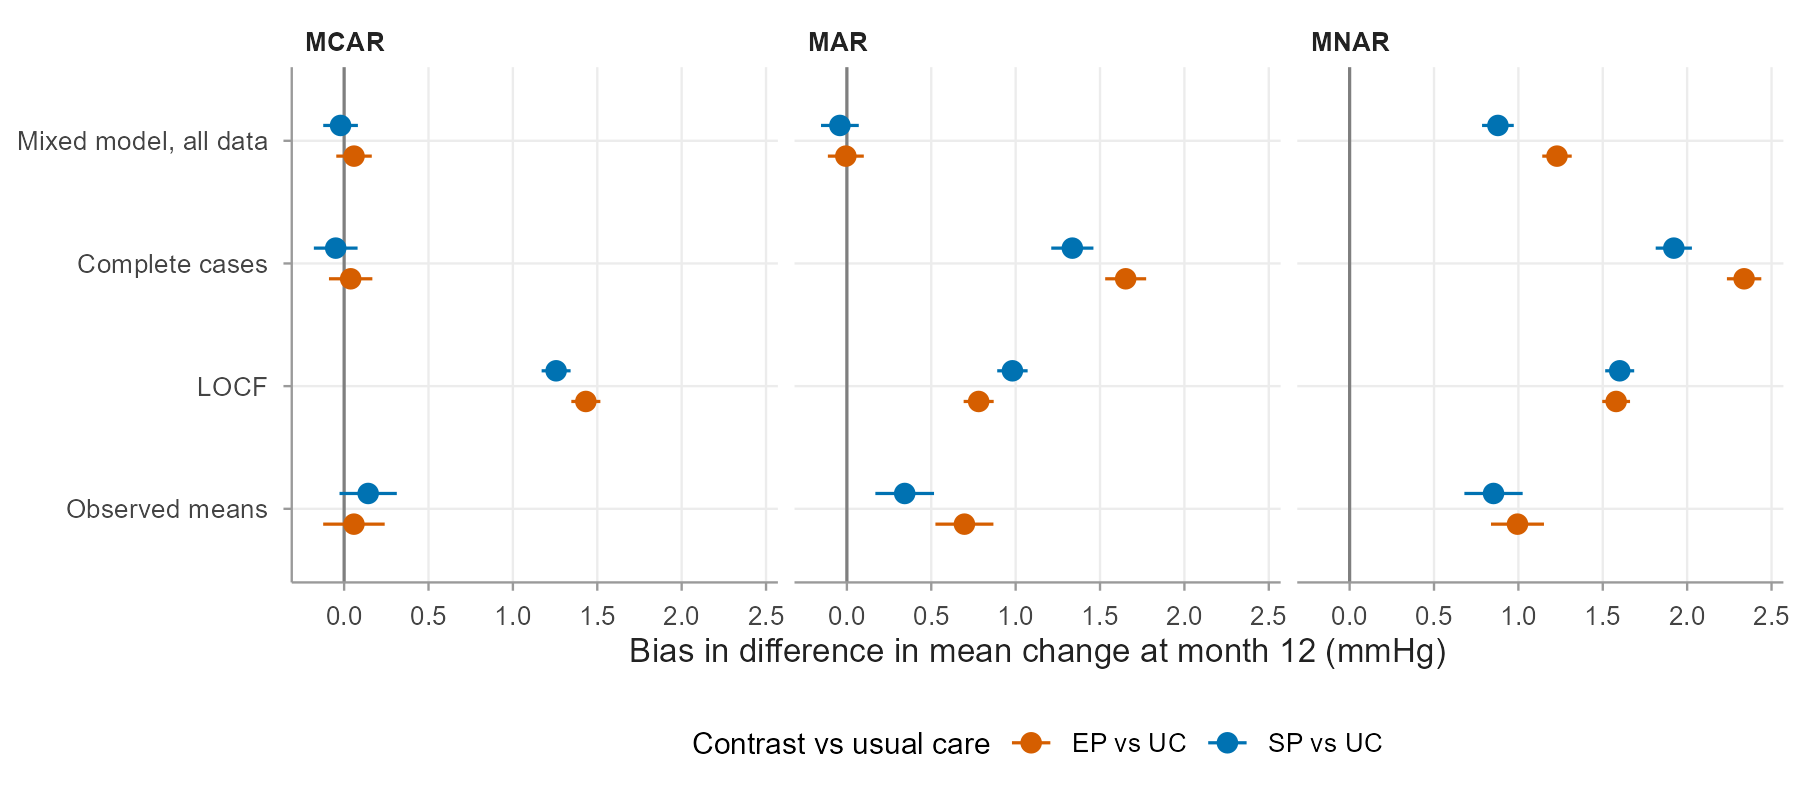 MCAR MAR MNAR
Mixed model, all data
Complete cases
LOCF
Observed means
0.0 0.5 1.0 1.5 2.0 2.5 0.0 0.5 1.0 1.5 2.0 2.5 0.0 0.5 1.0 1.5 2.0 2.5
Bias in difference in mean change at month 12 (mmHg)
Contrast vs usual care EP vs UC SP vs UC